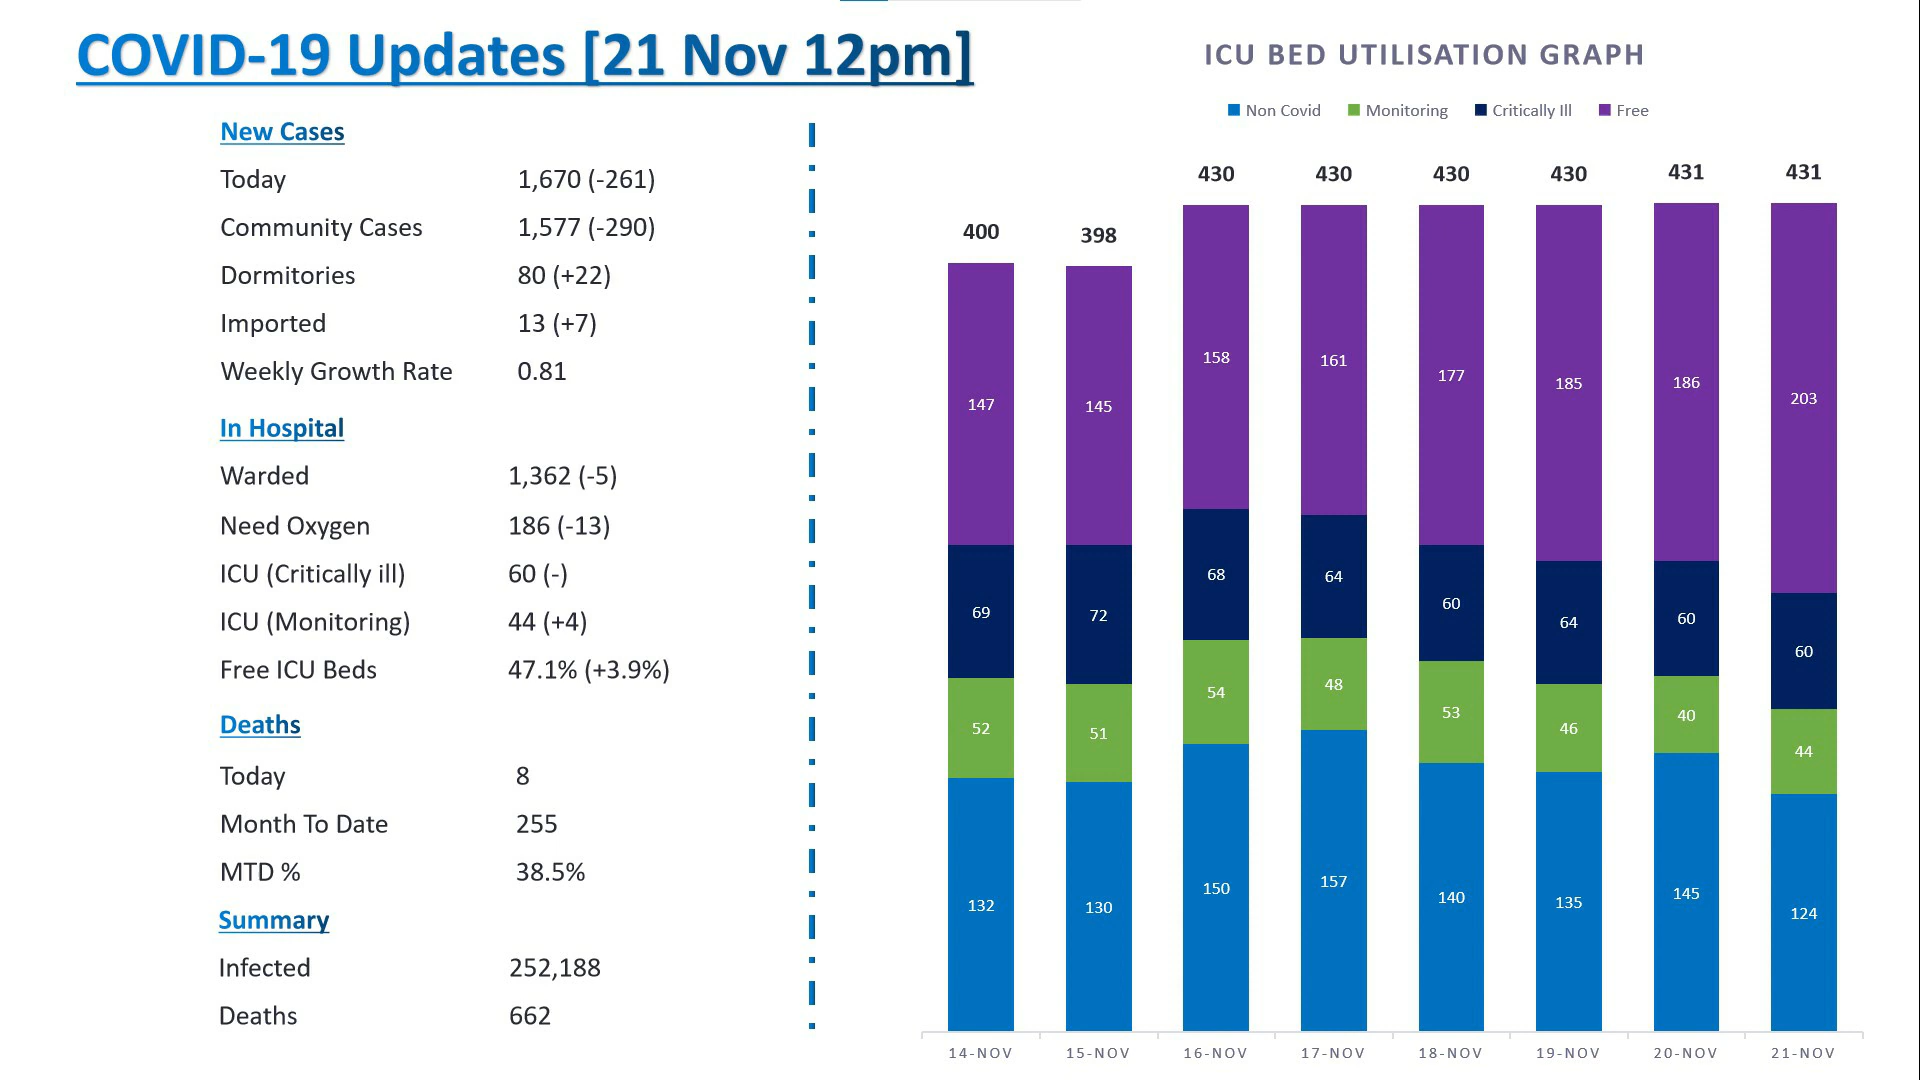 COVID-19 Updates [21 Nov 12pm]
New Cases
Today 1,670 (-261)
Community Cases 1,577 (-290)
Dormitories 80 (+22)
Imported 13 (+7)
Weekly Growth Rate 0.81
In Hospital
Warded 1,362 (-5)
Need Oxygen 186 (-13)
ICU (Critically ill) 60 (-)
ICU (Monitoring) 44 (+4)
Free ICU Beds 47.1% (+3.9%)
Deaths
Today 8
Month To Date 255
MTD % 38.5%
Summary
Infected 252,188
Deaths 662
ICU BED UTILISATION GRAPH
Non Covid Monitoring Critically Ill Free
400 398 430 430 430 430 431 431
147 145 158 161 177 185 186 203
69 72 68 64 60 64 60 60
52 51 54 48 53 46 40 44
132 130 150 157 140 135 145 124
14-NOV 15-NOV 16-NOV 17-NOV 18-NOV 19-NOV 20-NOV 21-NOV